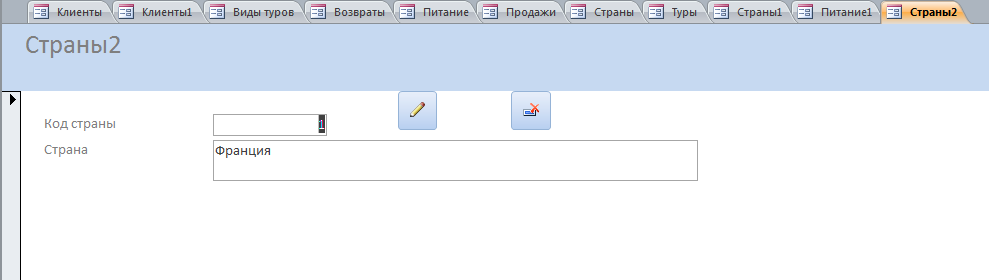 Клиенты Клиенты1 Виды туров Возвраты Питание Продажи Страны Туры Страны1 Питание1 Страны2
Страны2
Код страны 1
Страна Франция